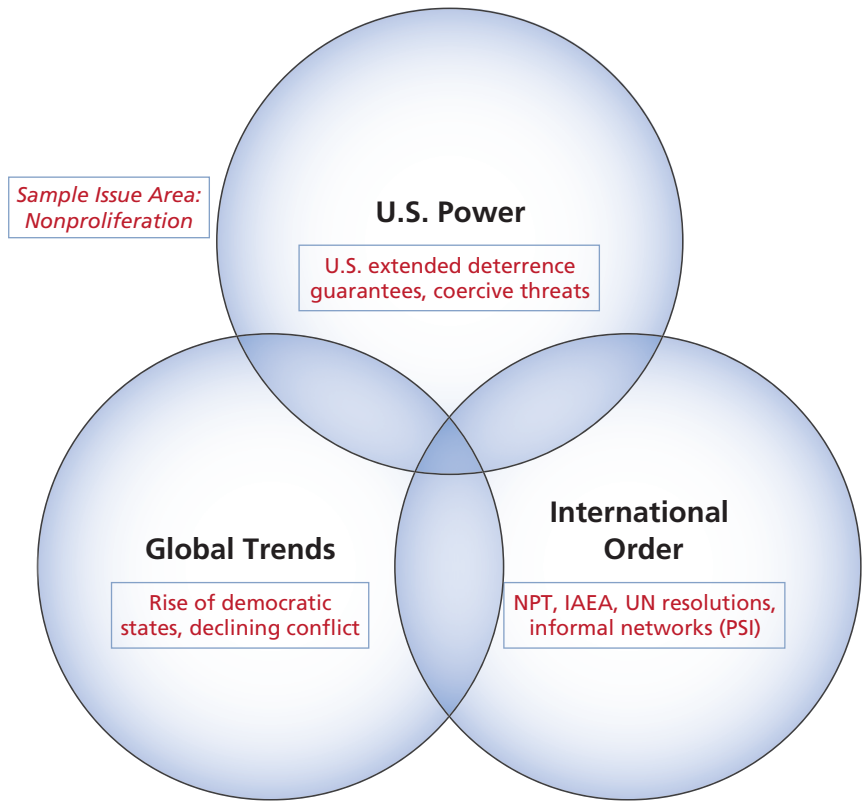 Sample Issue Area:
Nonproliferation
U.S. Power
U.S. extended deterrence
guarantees, coercive threats
Global Trends
Rise of democratic
states, declining conflict
International
Order
NPT, IAEA, UN resolutions,
informal networks (PSI)